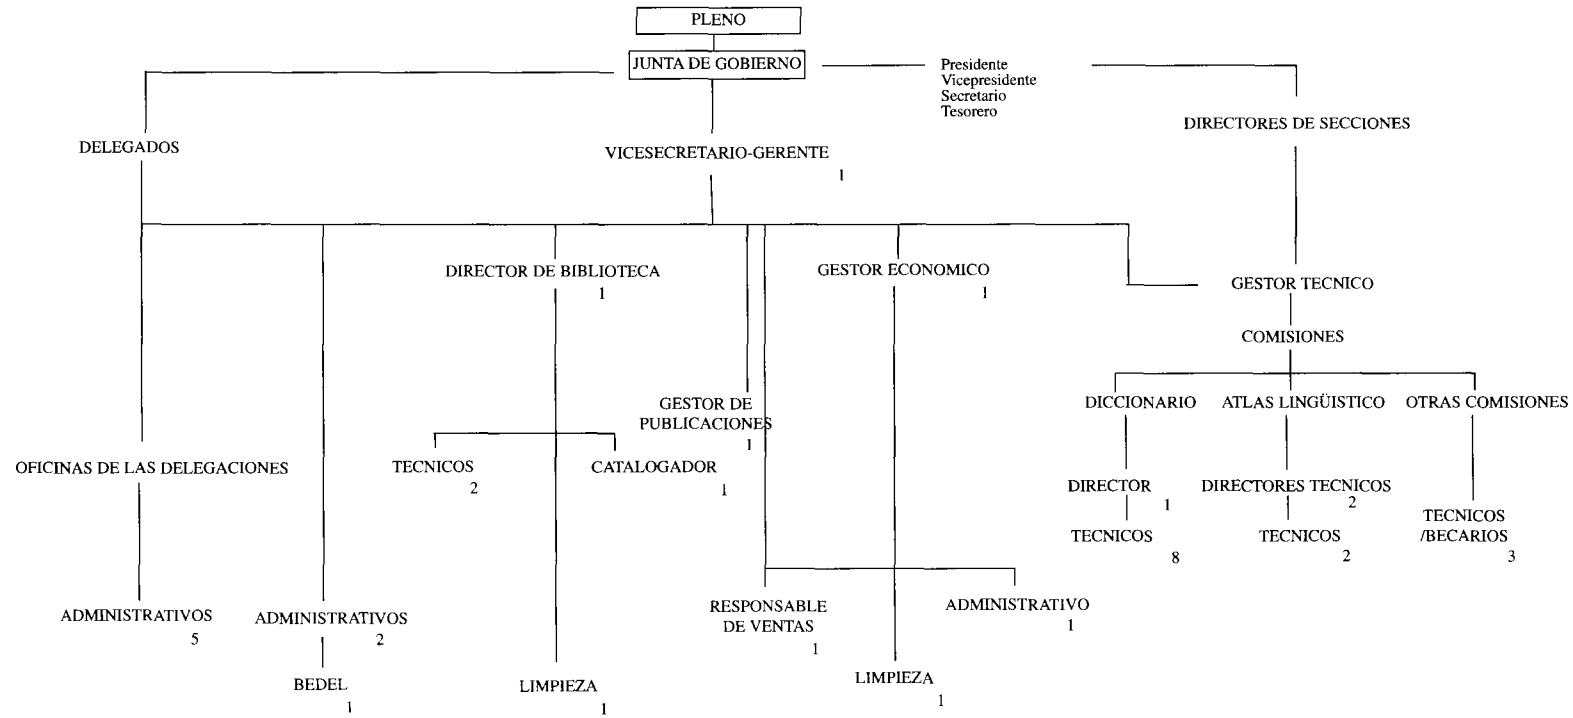 PLENO
JUNTA DE GOBIERNO
Presidente
Vicepresidente
Secretario
Tesorero
DIRECTORES DE SECCIONES
DELEGADOS
VICESECRETARIO-GERENTE
1
DIRECTOR DE BIBLIOTECA
1
GESTOR ECONOMICO
1
GESTOR TECNICO
COMISIONES
DICCIONARIO
ATLAS LINGÜISTICO
OTRAS COMISIONES
GESTOR DE
PUBLICACIONES
1
OFICINAS DE LAS DELEGACIONES
TECNICOS
2
CATALOGADOR
1
DIRECTOR
1
DIRECTORES TECNICOS
2
TECNICOS
/BECARIOS
3
TECNICOS
8
TECNICOS
2
ADMINISTRATIVOS
5
ADMINISTRATIVOS
2
RESPONSABLE
DE VENTAS
1
ADMINISTRATIVO
1
BEDEL
1
LIMPIEZA
1
LIMPIEZA
1